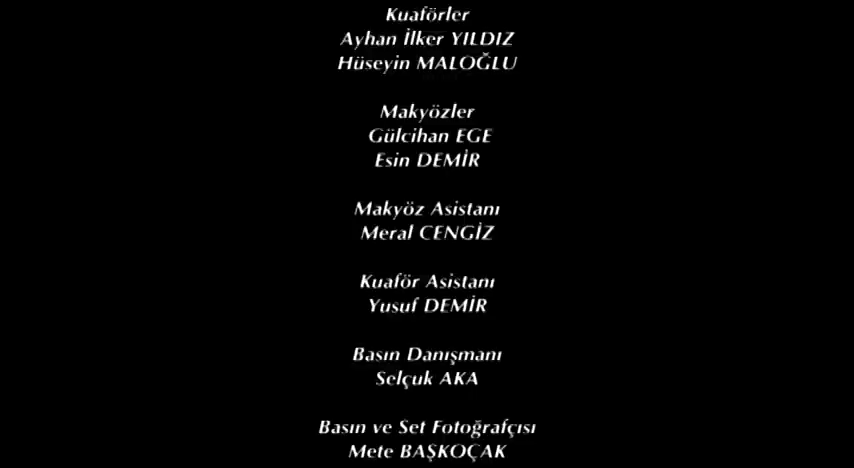 Kuaförler
Ayhan İlker YILDIZ
Hüseyin MALOĞLU
Makyözler
Gülcihan EGE
Esin DEMİR
Makyöz Asistanı
Meral CENGİZ
Kuaför Asistanı
Yusuf DEMİR
Basın Danışmanı
Selçuk AKA
Basın ve Set Fotoğrafçısı
Mete BAŞKOÇAK